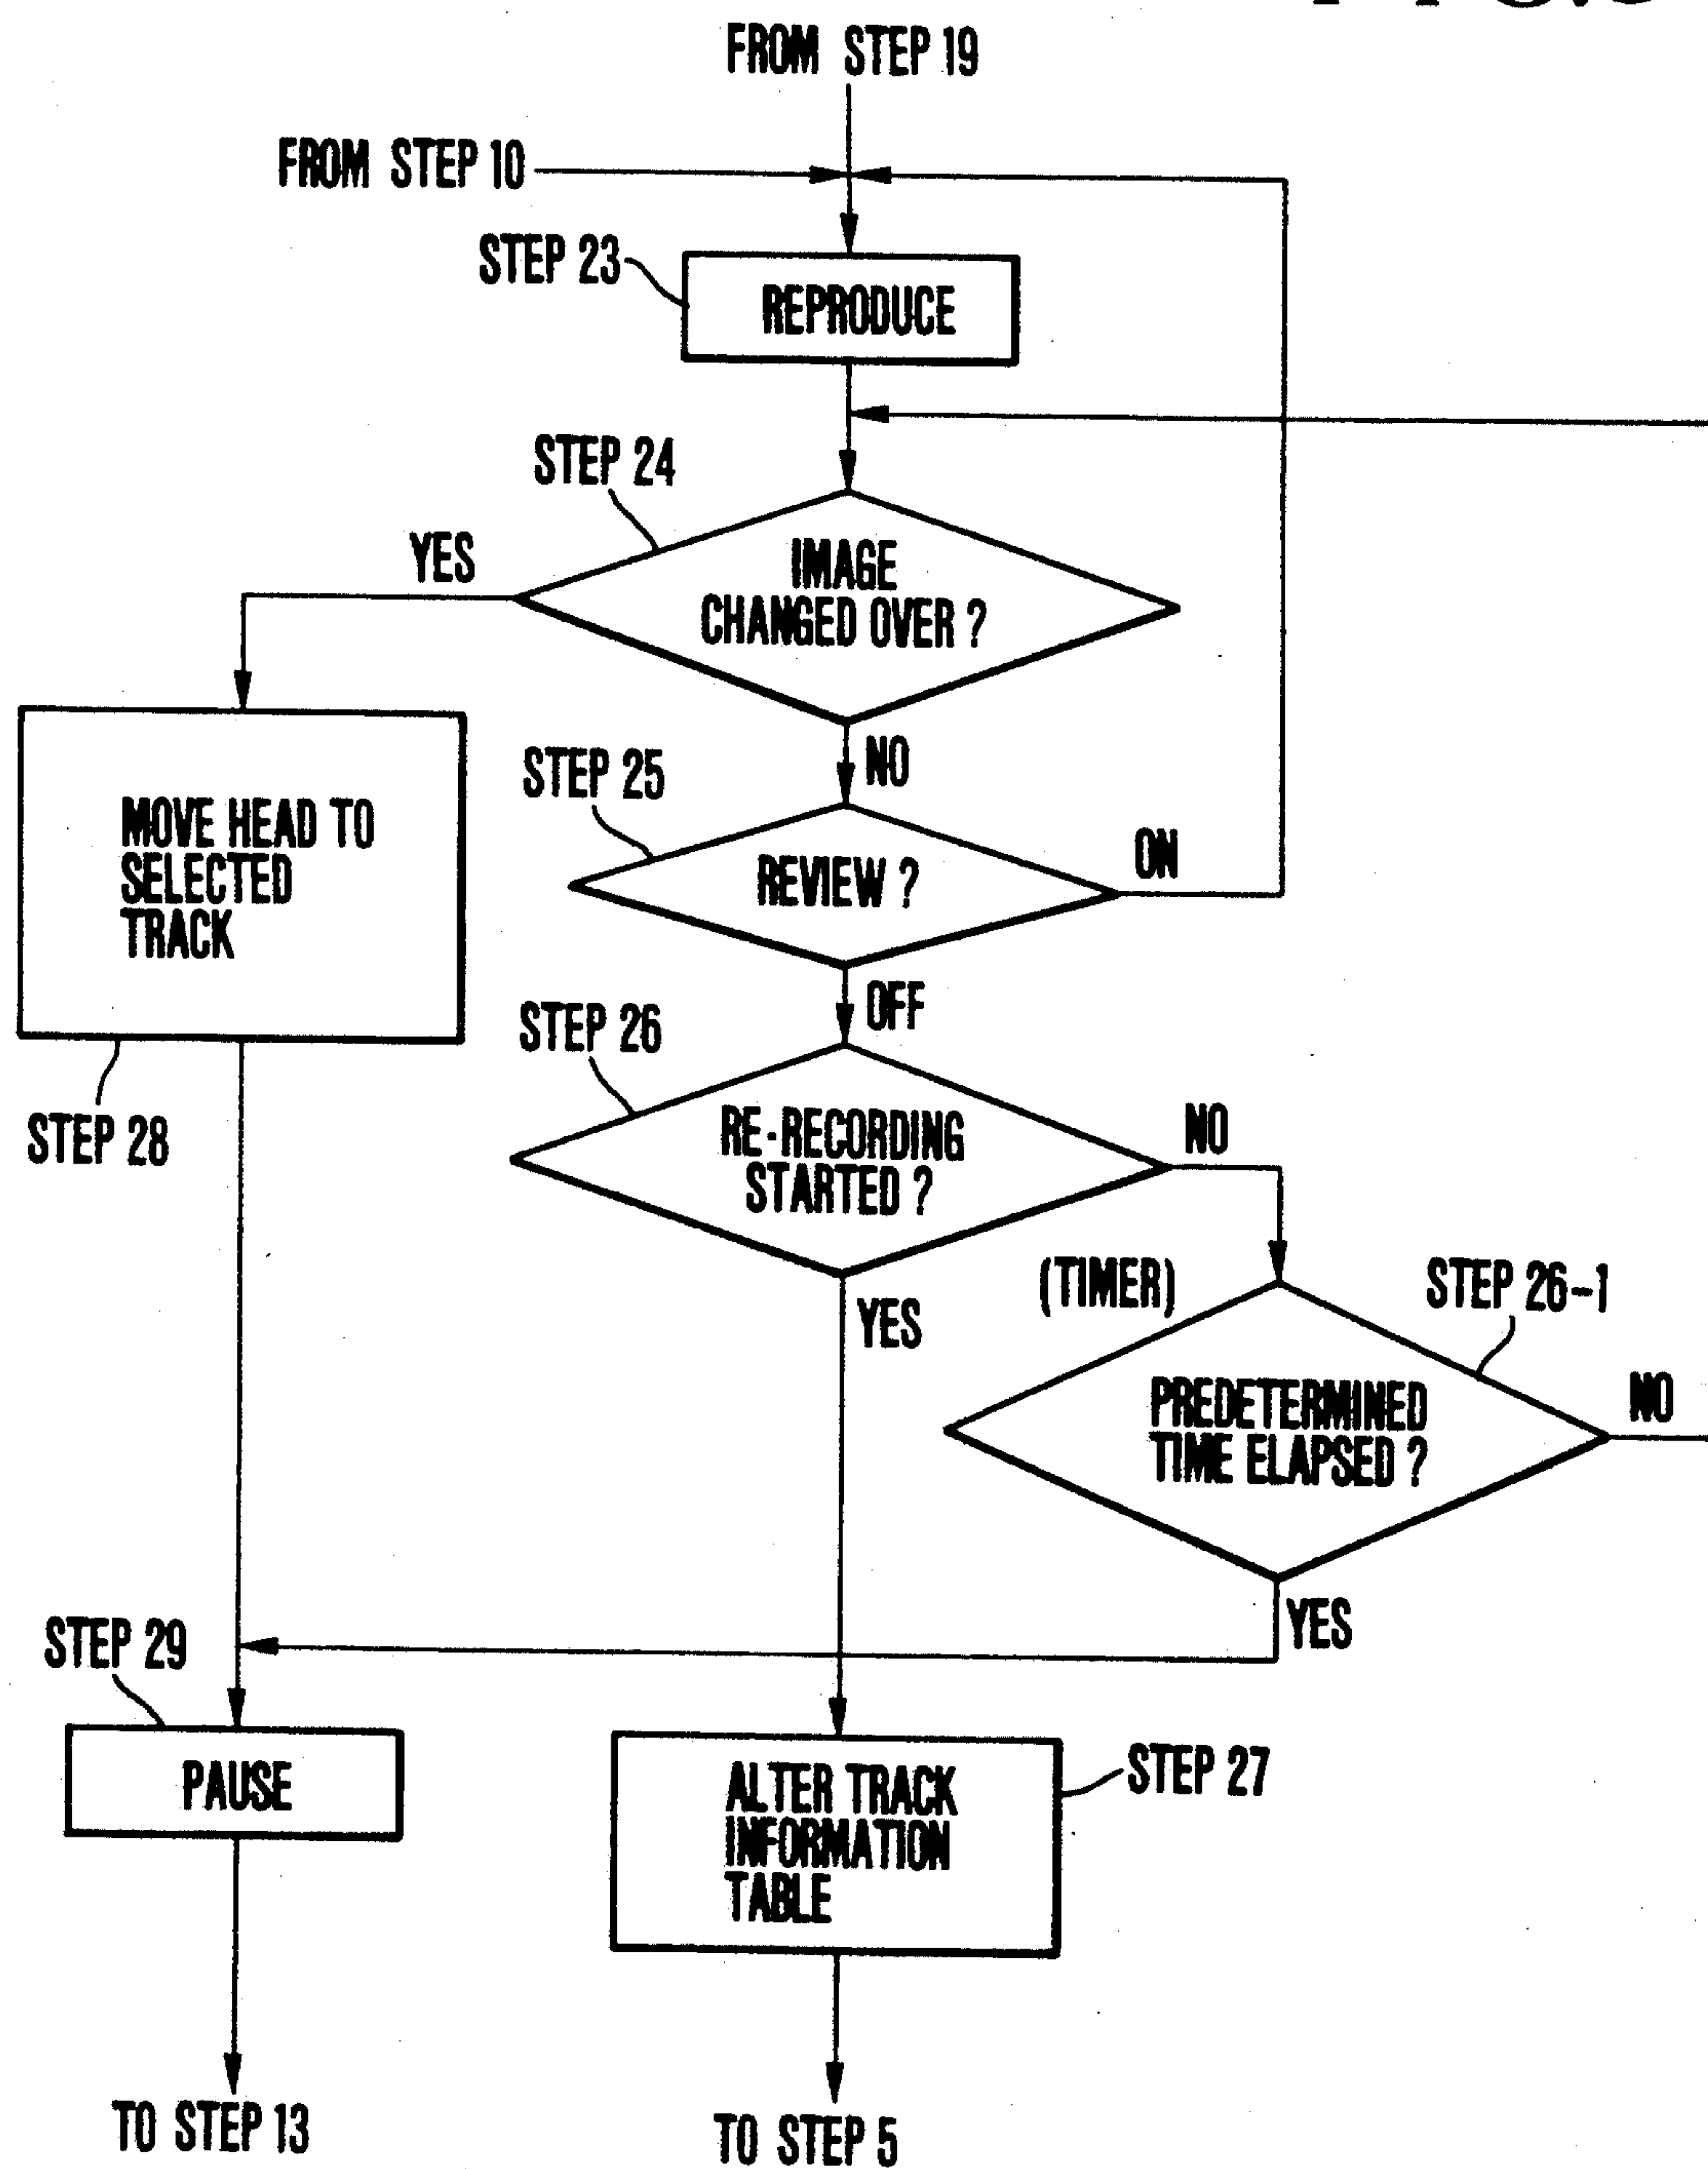 FROM STEP 19
FROM STEP 10
STEP 23
REPRODUCE
STEP 24
YES
IMAGE
CHANGED OVER ?
NO
STEP 25
REVIEW ?
ON
MOVE HEAD TO
SELECTED
TRACK
OFF
STEP 26
STEP 28
RE-RECORDING
STARTED ?
NO
(TIMER)
STEP 26-1
YES
PREDETERMINED
TIME ELAPSED ?
NO
YES
STEP 29
PAUSE
ALTER TRACK
INFORMATION
TABLE
STEP 27
TO STEP 13
TO STEP 5